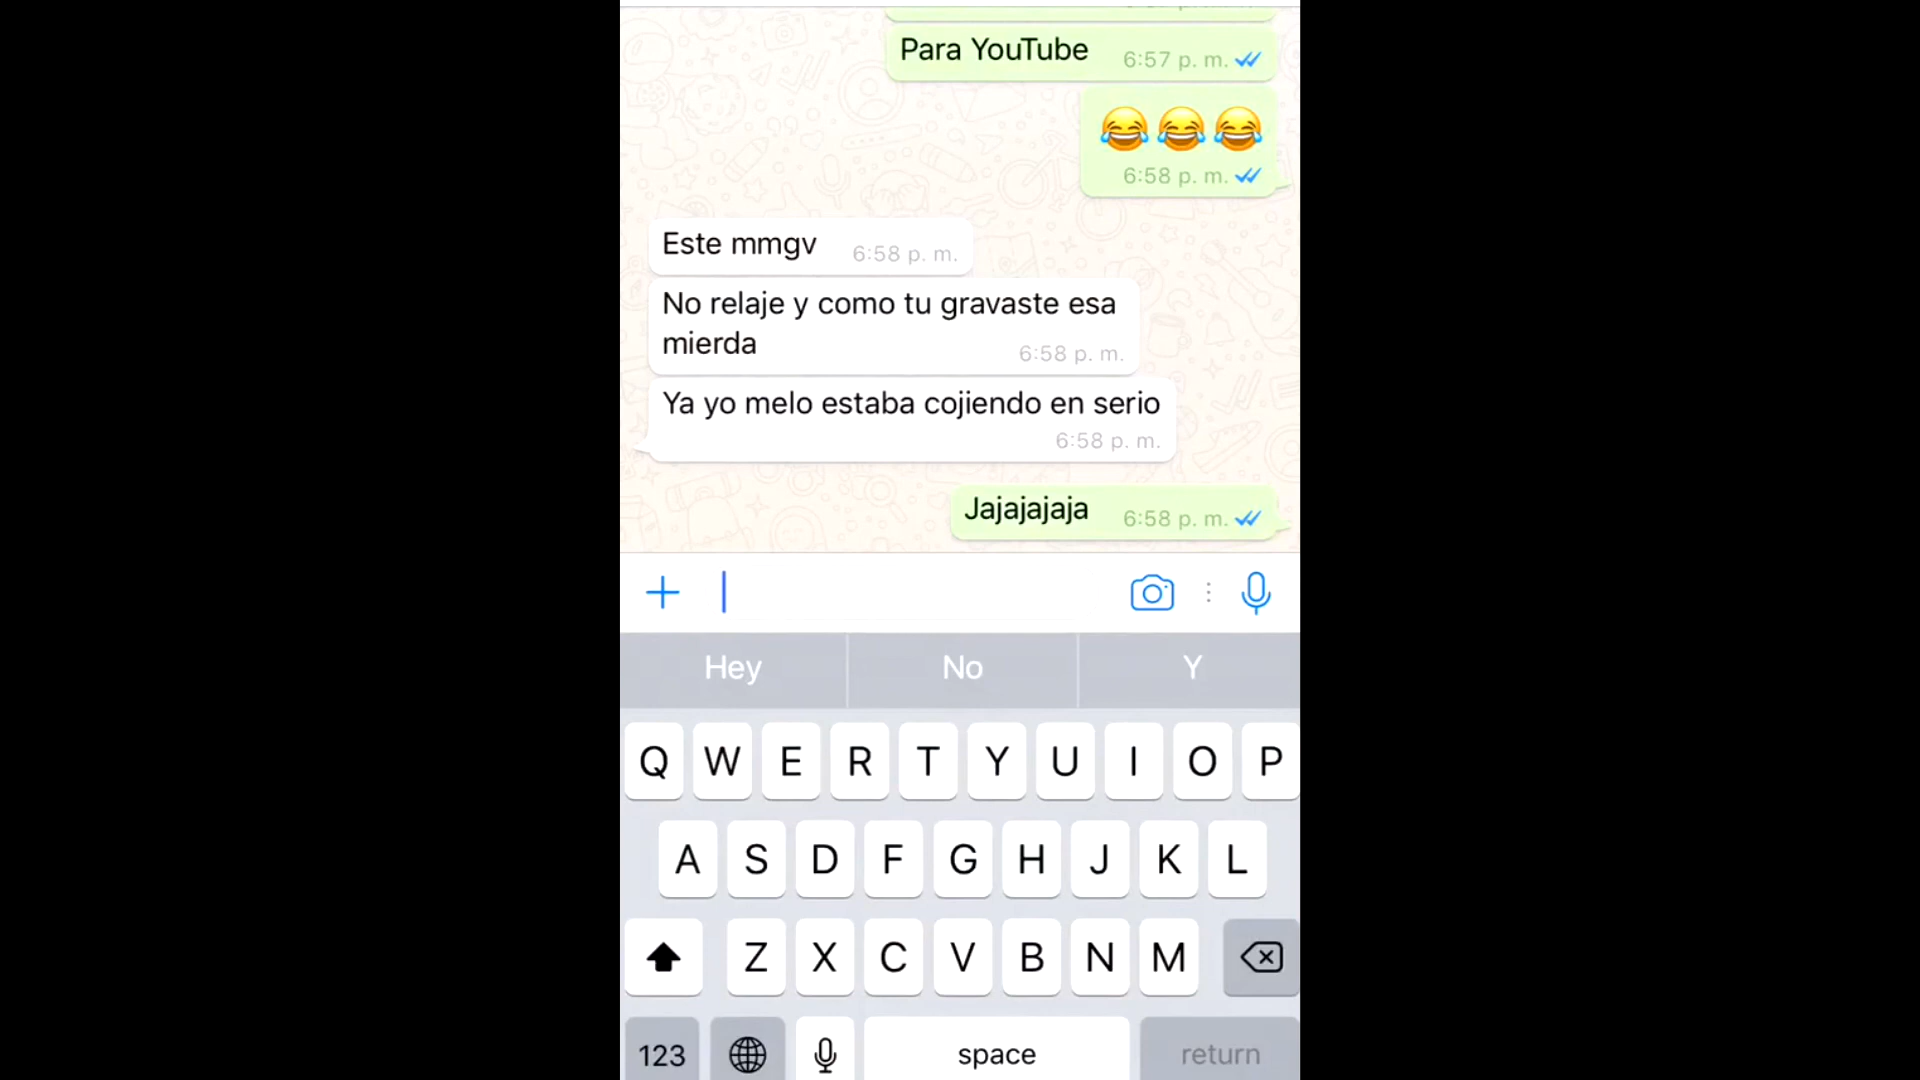 Para YouTube 6:57 p. m.
😂😂😂
6:58 p. m.
Este mmgv 6:58 p. m.
No relaje y como tu gravaste esa
mierda 6:58 p. m.
Ya yo melo estaba cojiendo en serio
6:58 p. m.
Jajajajaja 6:58 p. m.
Hey No Y
Q W E R T Y U I O P
A S D F G H J K L
Z X C V B N M
123 space return